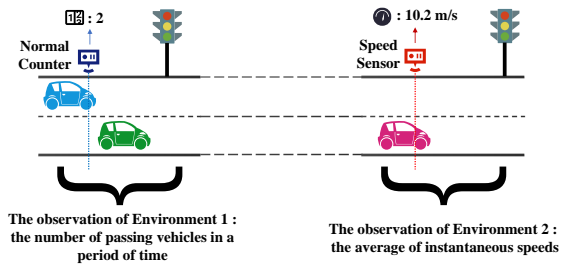 : 2
Normal
Counter
: 10.2 m/s
Speed
Sensor
The observation of Environment 1 :
the number of passing vehicles in a
period of time
The observation of Environment 2 :
the average of instantaneous speeds